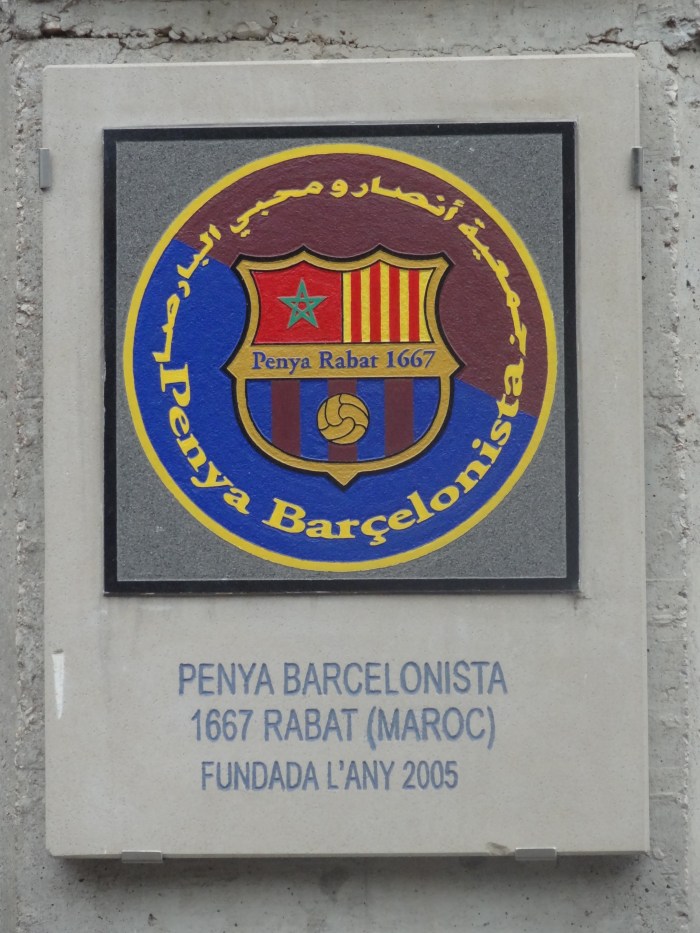 جمعية أنصار و محبي البارصا
Penya Rabat 1667
Penya Barçelonista
PENYA BARCELONISTA
1667 RABAT (MAROC)
FUNDADA L'ANY 2005